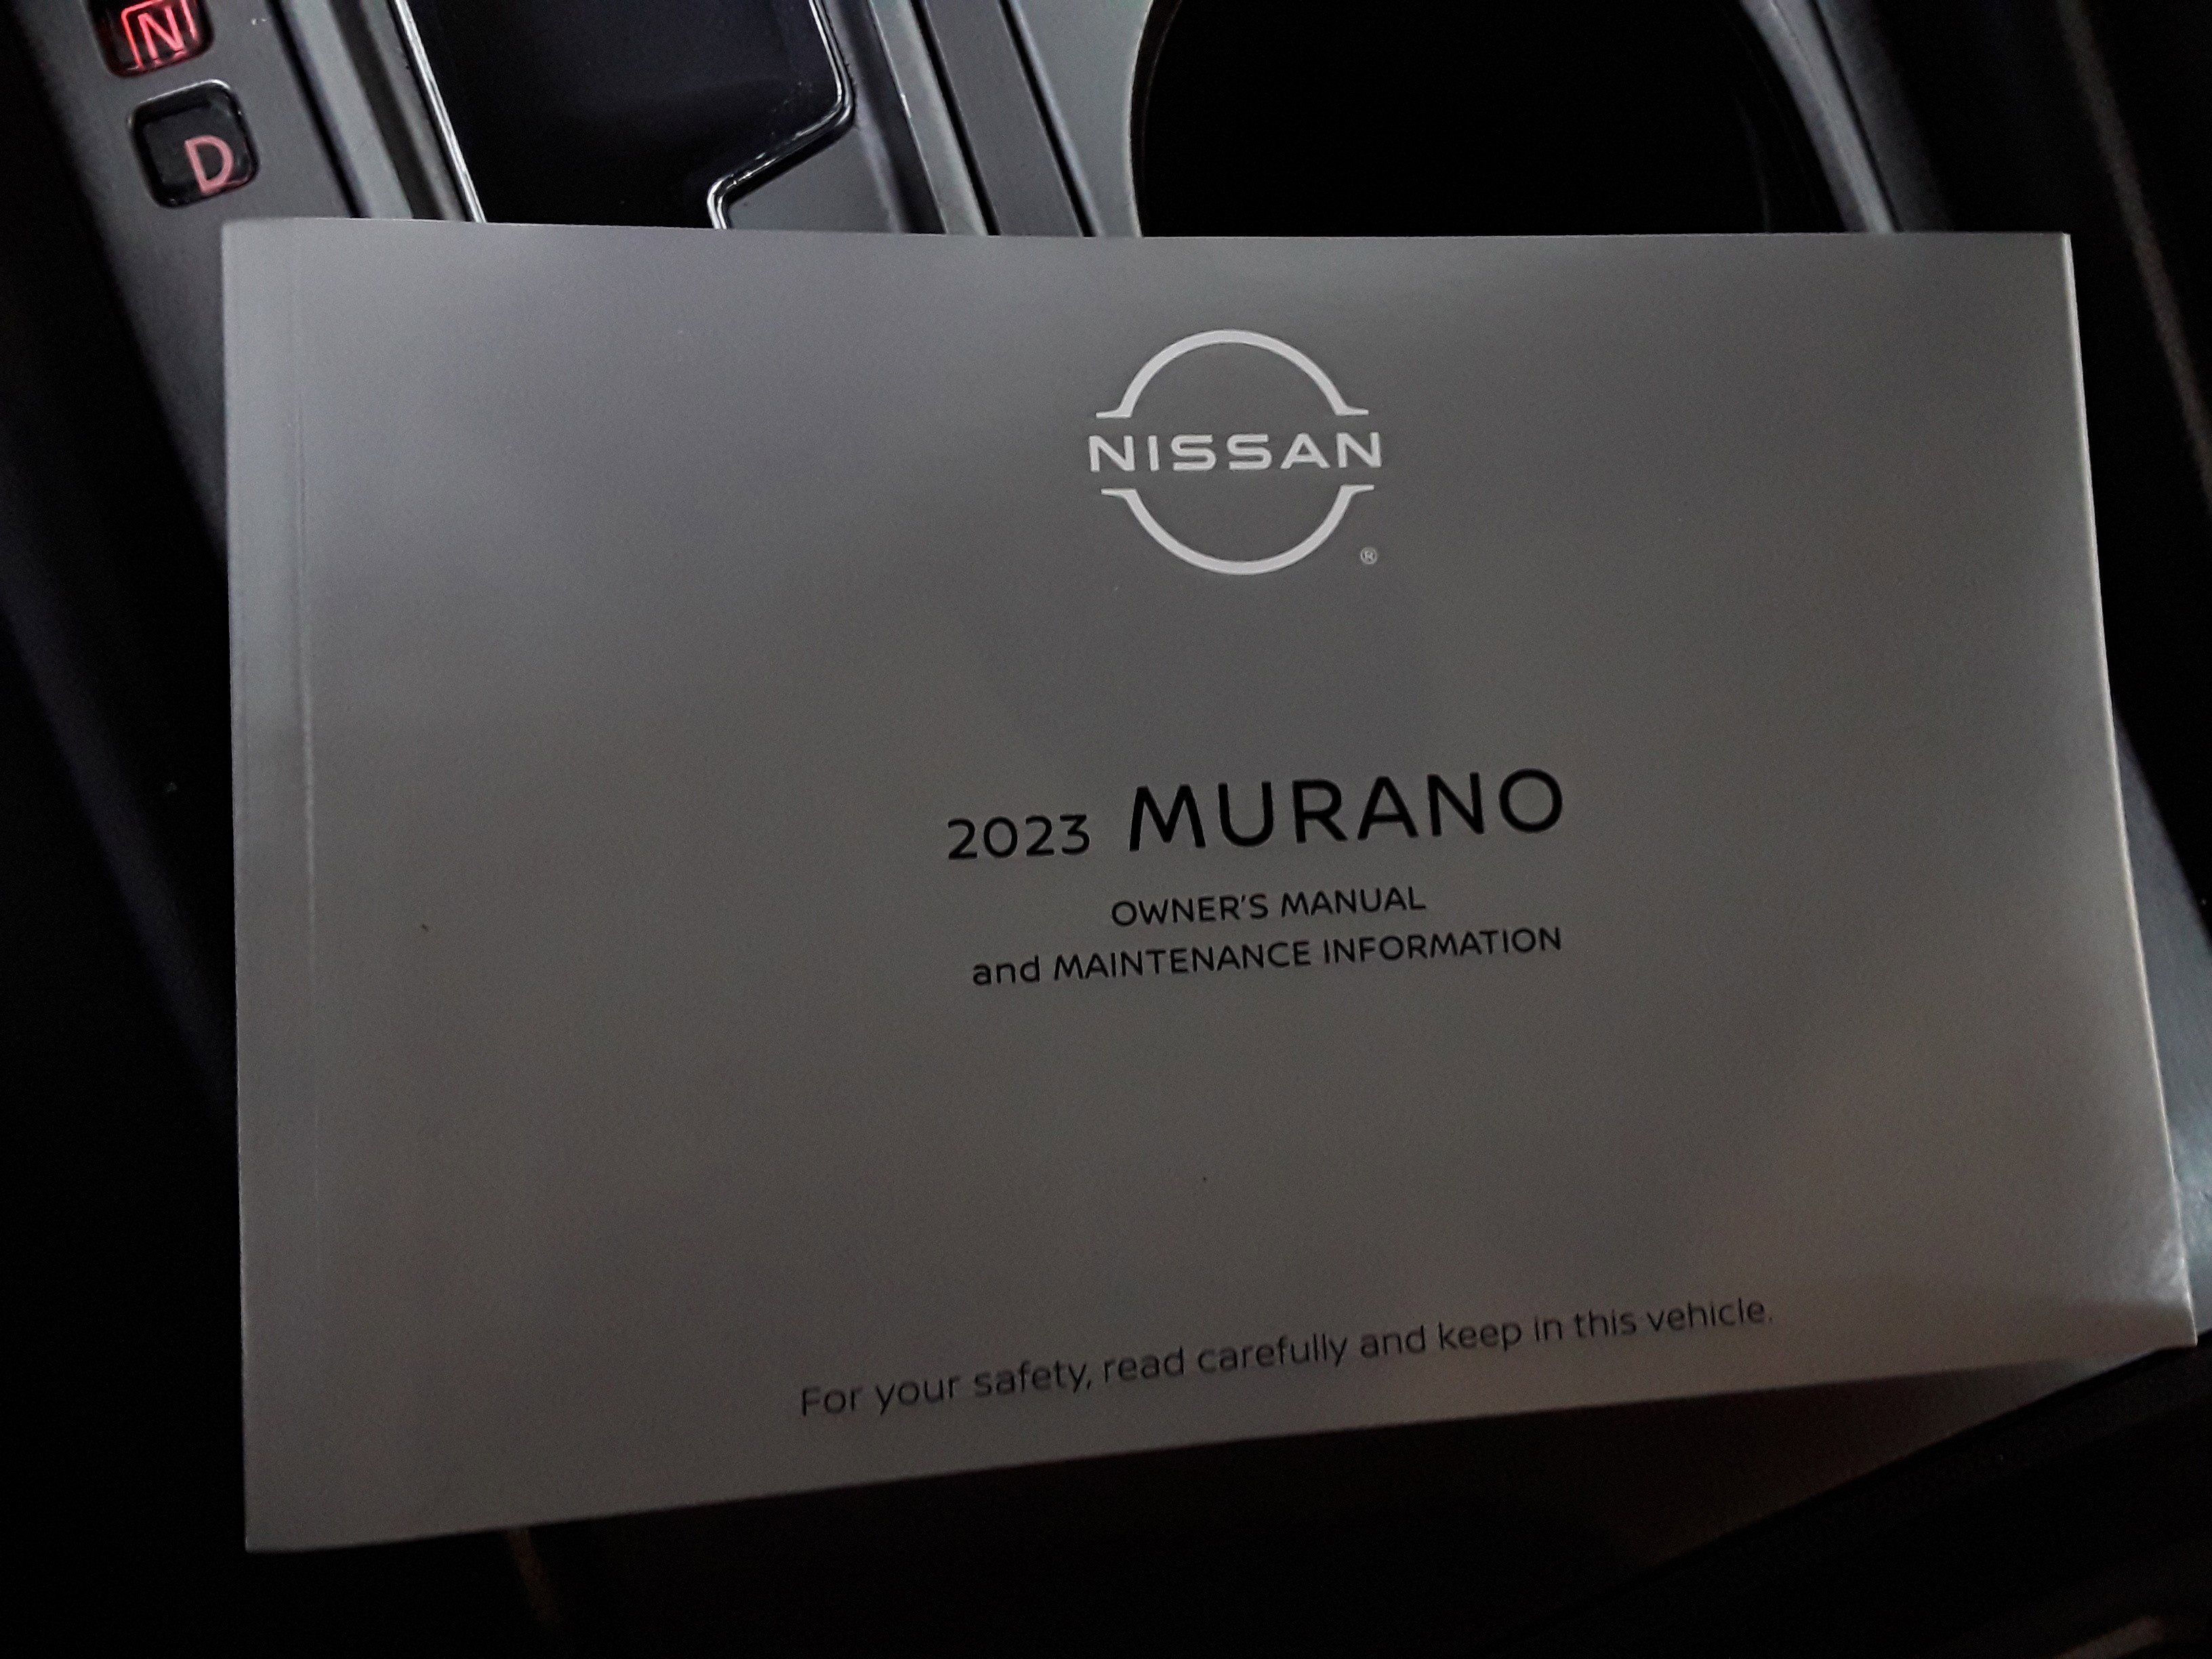 N
D
NISSAN
®
2023 MURANO
OWNER'S MANUAL
and MAINTENANCE INFORMATION
For your safety, read carefully and keep in this vehicle.